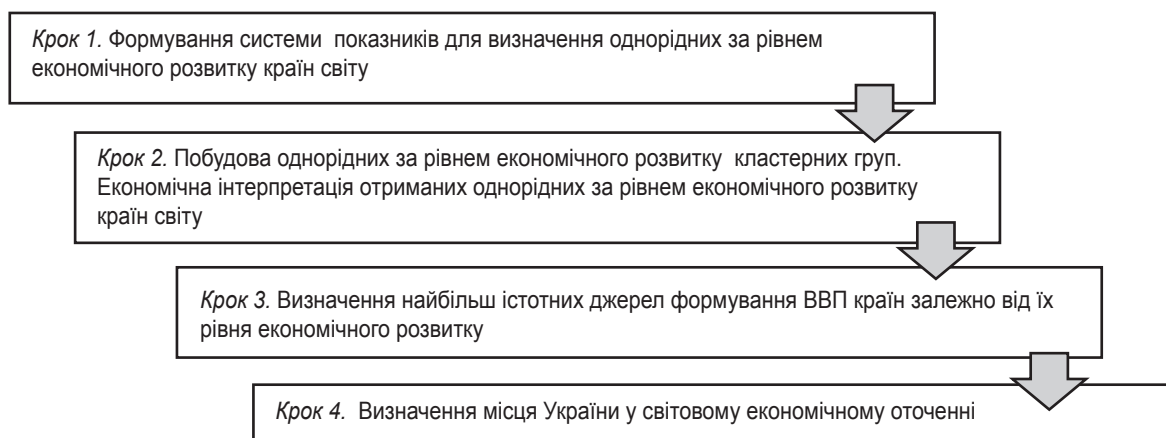 Крок 1. Формування системи показників для визначення однорідних за рівнем
економічного розвитку країн світу
Крок 2. Побудова однорідних за рівнем економічного розвитку кластерних груп.
Економічна інтерпретація отриманих однорідних за рівнем економічного розвитку
країн світу
Крок 3. Визначення найбільш істотних джерел формування ВВП країн залежно від їх
рівня економічного розвитку
Крок 4. Визначення місця України у світовому економічному оточенні